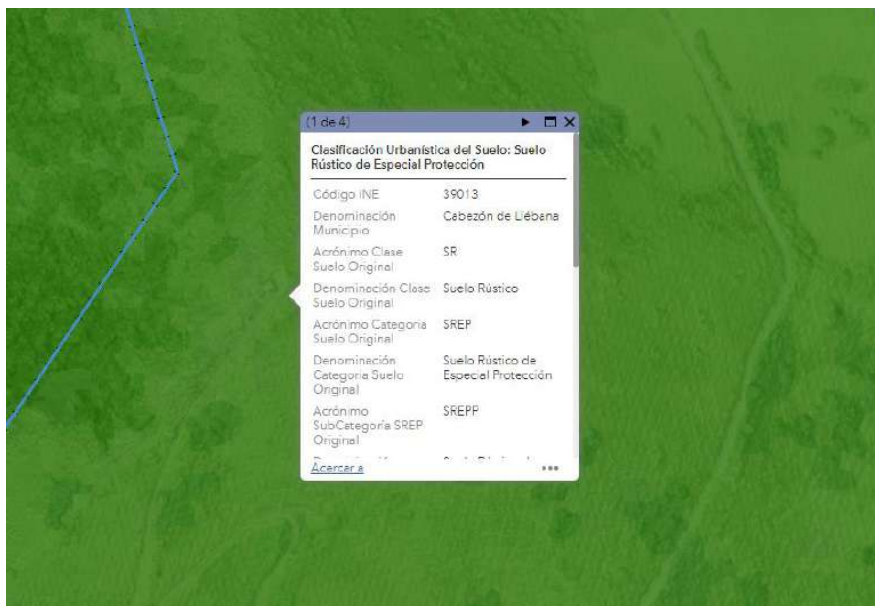 (1 de 4)
Clasificación Urbanística del Suelo: Suelo
Rústico de Especial Protección
Código INE 39013
Denominación Cabezón de Liébana
Municipio
Acrónimo Clase SR
Suelo Original
Denominación Clase Suelo Rústico
Suelo Original
Acrónimo Categoría SREP
Suelo Original
Denominación Suelo Rústico de
Categoría Suelo Especial Protección
Original
Acrónimo SREPP
SubCategoría SREP
Original
Acercar a